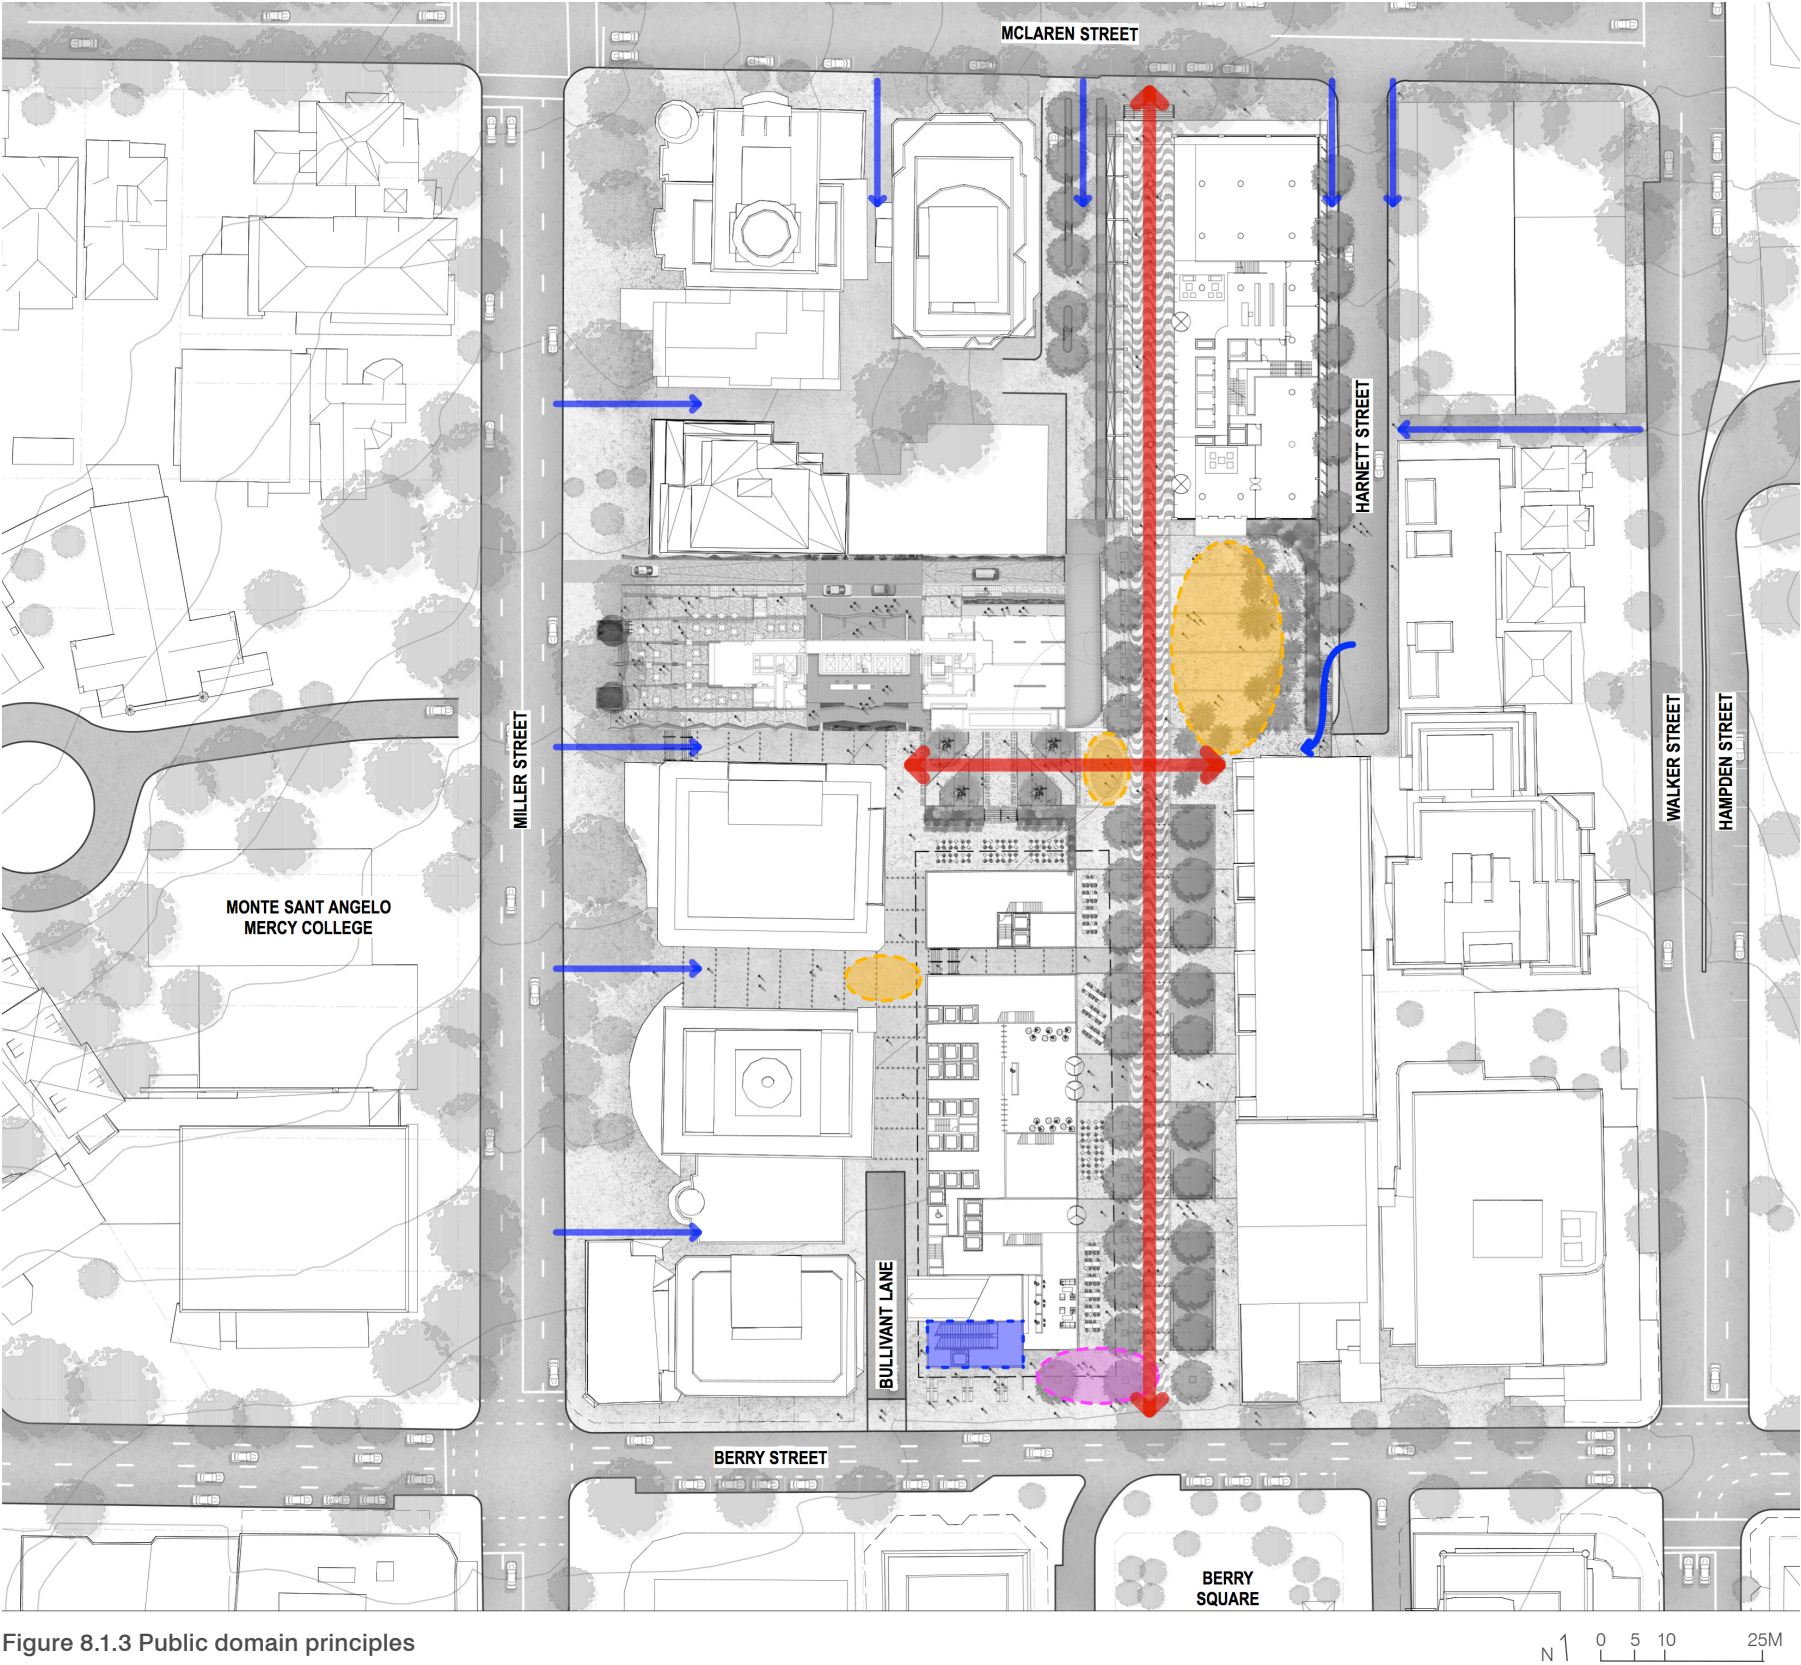 MCLAREN STREET
HARNETT STREET
MILLER STREET
WALKER STREET
HAMPDEN STREET
MONTE SANT ANGELO
MERCY COLLEGE
BULLIVANT LANE
BERRY STREET
BERRY
SQUARE
Figure 8.1.3 Public domain principles
N 0 5 10 25M